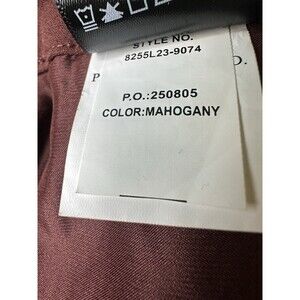 STYLE NO.
8255L23-9074
P
O.
P.O.:250805
COLOR:MAHOGANY